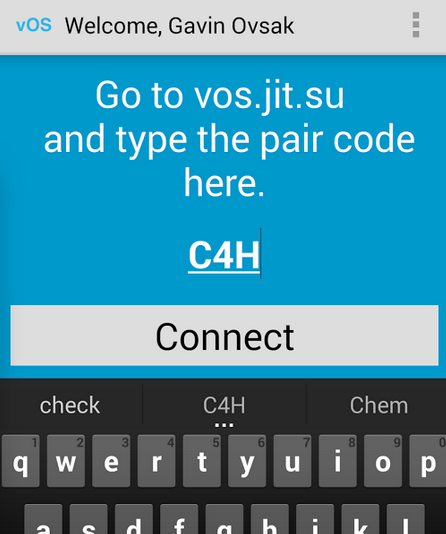 vOS Welcome, Gavin Ovsak
Go to vos.jit.su
and type the pair code
here.
C4H
Connect
check C4H Chem
1 2 3 4 5 6 7 8 9 0
q w e r t y u i o p
a s d f g h j k l